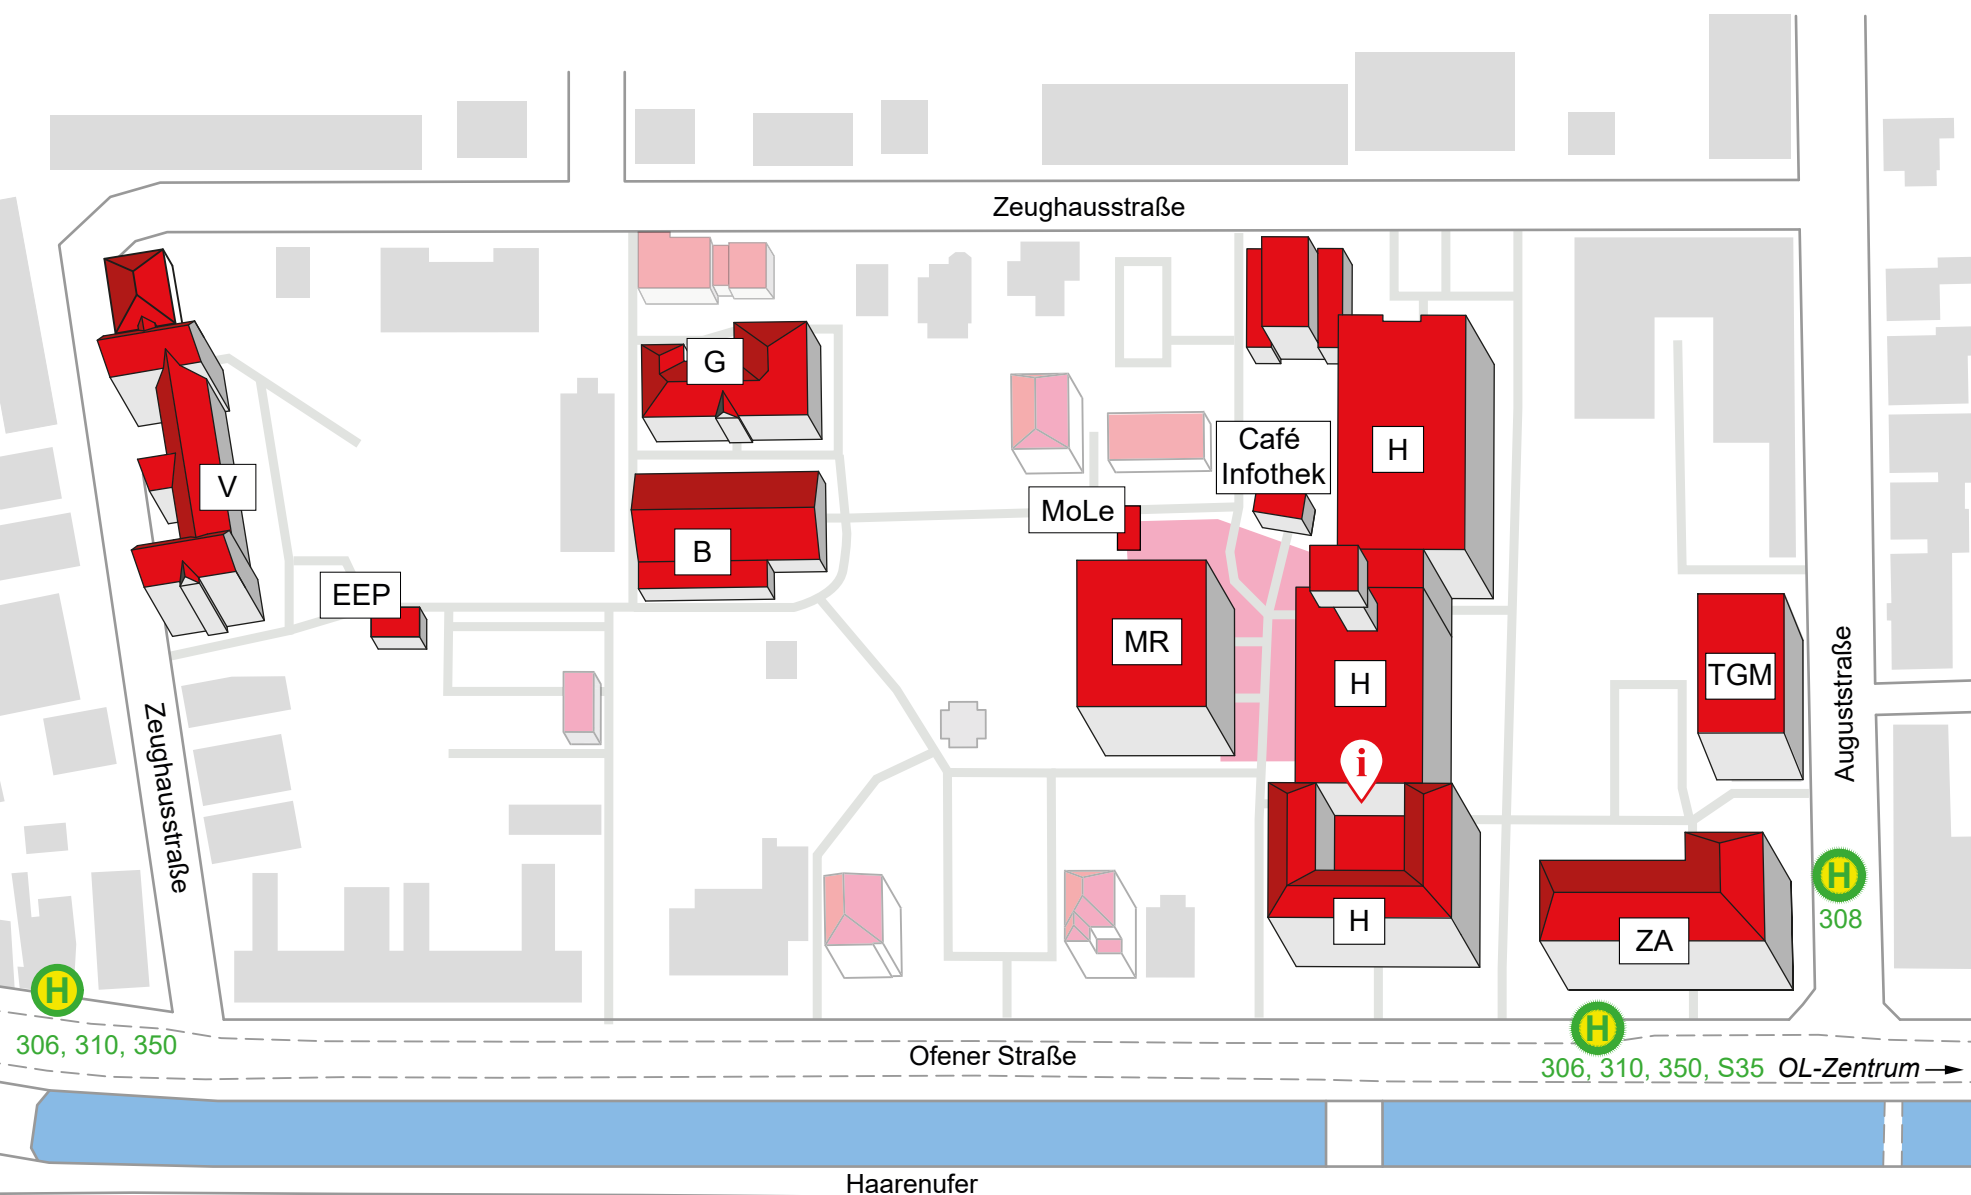 Zeughausstraße
G
Café
Infothek
H
V
MoLe
B
EEP
MR
H
TGM
Auguststraße
Zeughausstraße
i
H
308
H
ZA
H
306, 310, 350
H
306, 310, 350, S35
OL-Zentrum
Ofener Straße
Haarenufer